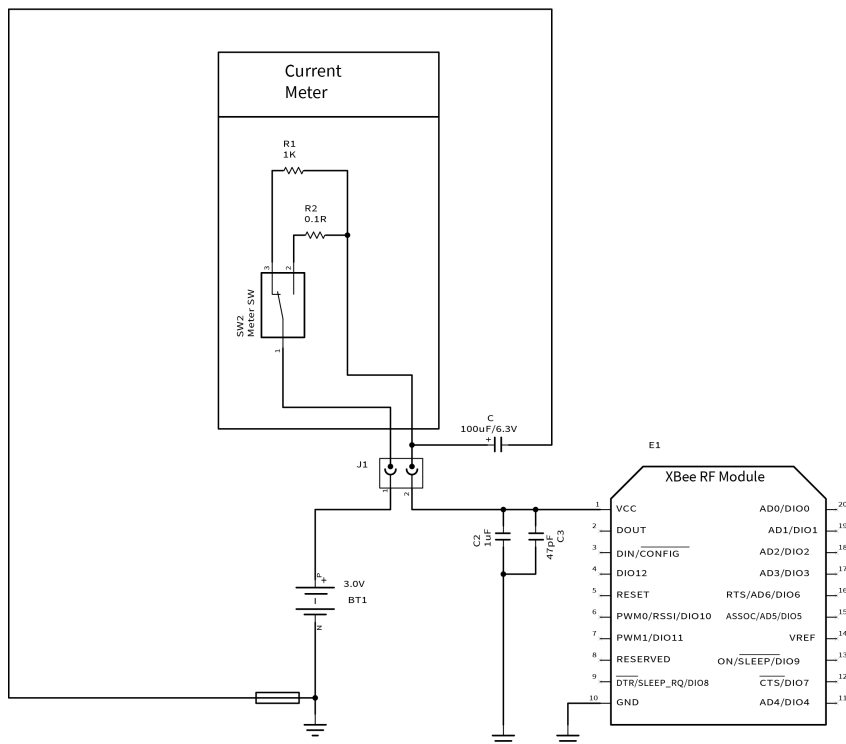 Current
Meter
R1
1K
R2
0.1R
3
2
SW2
Meter SW
1
C
100uF/6.3V
+
J1
1
2
E1
XBee RF Module
1 VCC
2 DOUT
3 DIN/CONFIG
4 DIO12
5 RESET
6 PWM0/RSSI/DIO10
7 PWM1/DIO11
8 RESERVED
9 DTR/SLEEP_RQ/DIO8
10 GND
AD0/DIO0 20
AD1/DIO1 19
AD2/DIO2 18
AD3/DIO3 17
RTS/AD6/DIO6 16
ASSOC/AD5/DIO5 15
VREF 14
ON/SLEEP/DIO9 13
CTS/DIO7 12
AD4/DIO4 11
C2
1uF
47pF
C3
P
+
3.0V
BT1
N